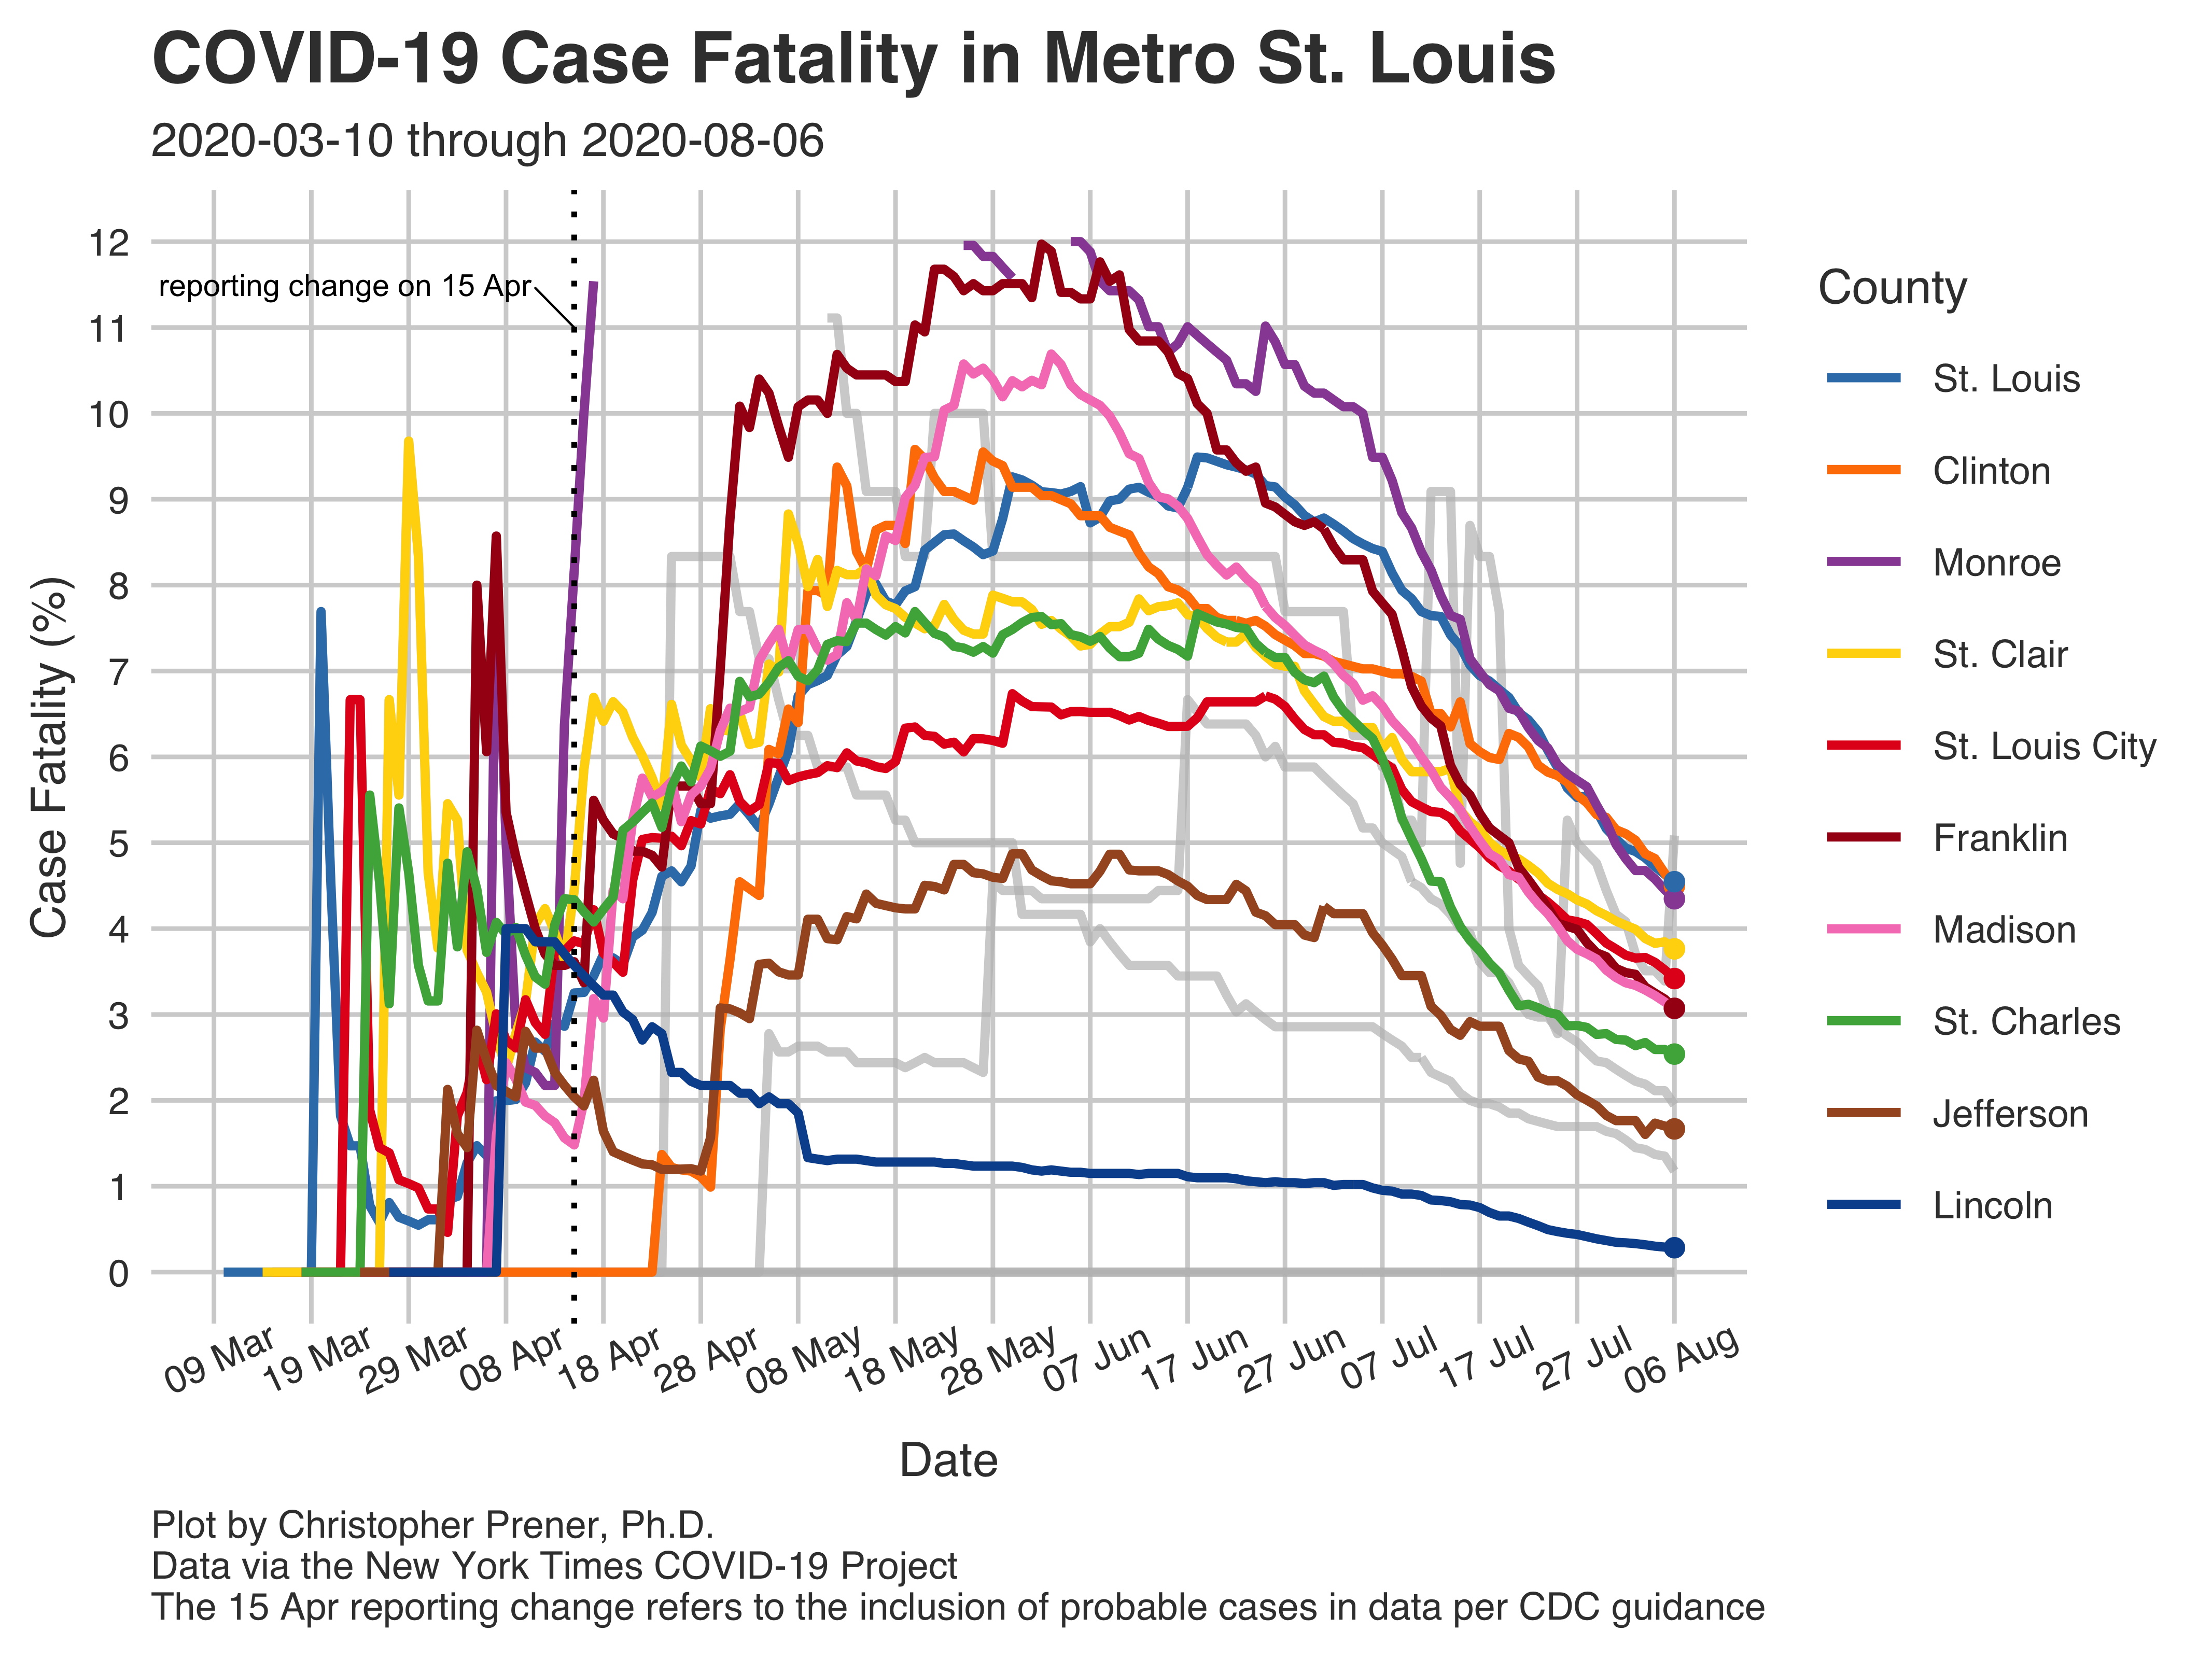 COVID-19 Case Fatality in Metro St. Louis
2020-03-10 through 2020-08-06
12
11
10
9
8
7
6
5
4
3
2
1
0
Case Fatality (%)
reporting change on 15 Apr
09 Mar
19 Mar
29 Mar
08 Apr
18 Apr
28 Apr
08 May
18 May
28 May
07 Jun
17 Jun
27 Jun
07 Jul
17 Jul
27 Jul
06 Aug
Date
County
St. Louis
Clinton
Monroe
St. Clair
St. Louis City
Franklin
Madison
St. Charles
Jefferson
Lincoln
Plot by Christopher Prener, Ph.D.
Data via the New York Times COVID-19 Project
The 15 Apr reporting change refers to the inclusion of probable cases in data per CDC guidance